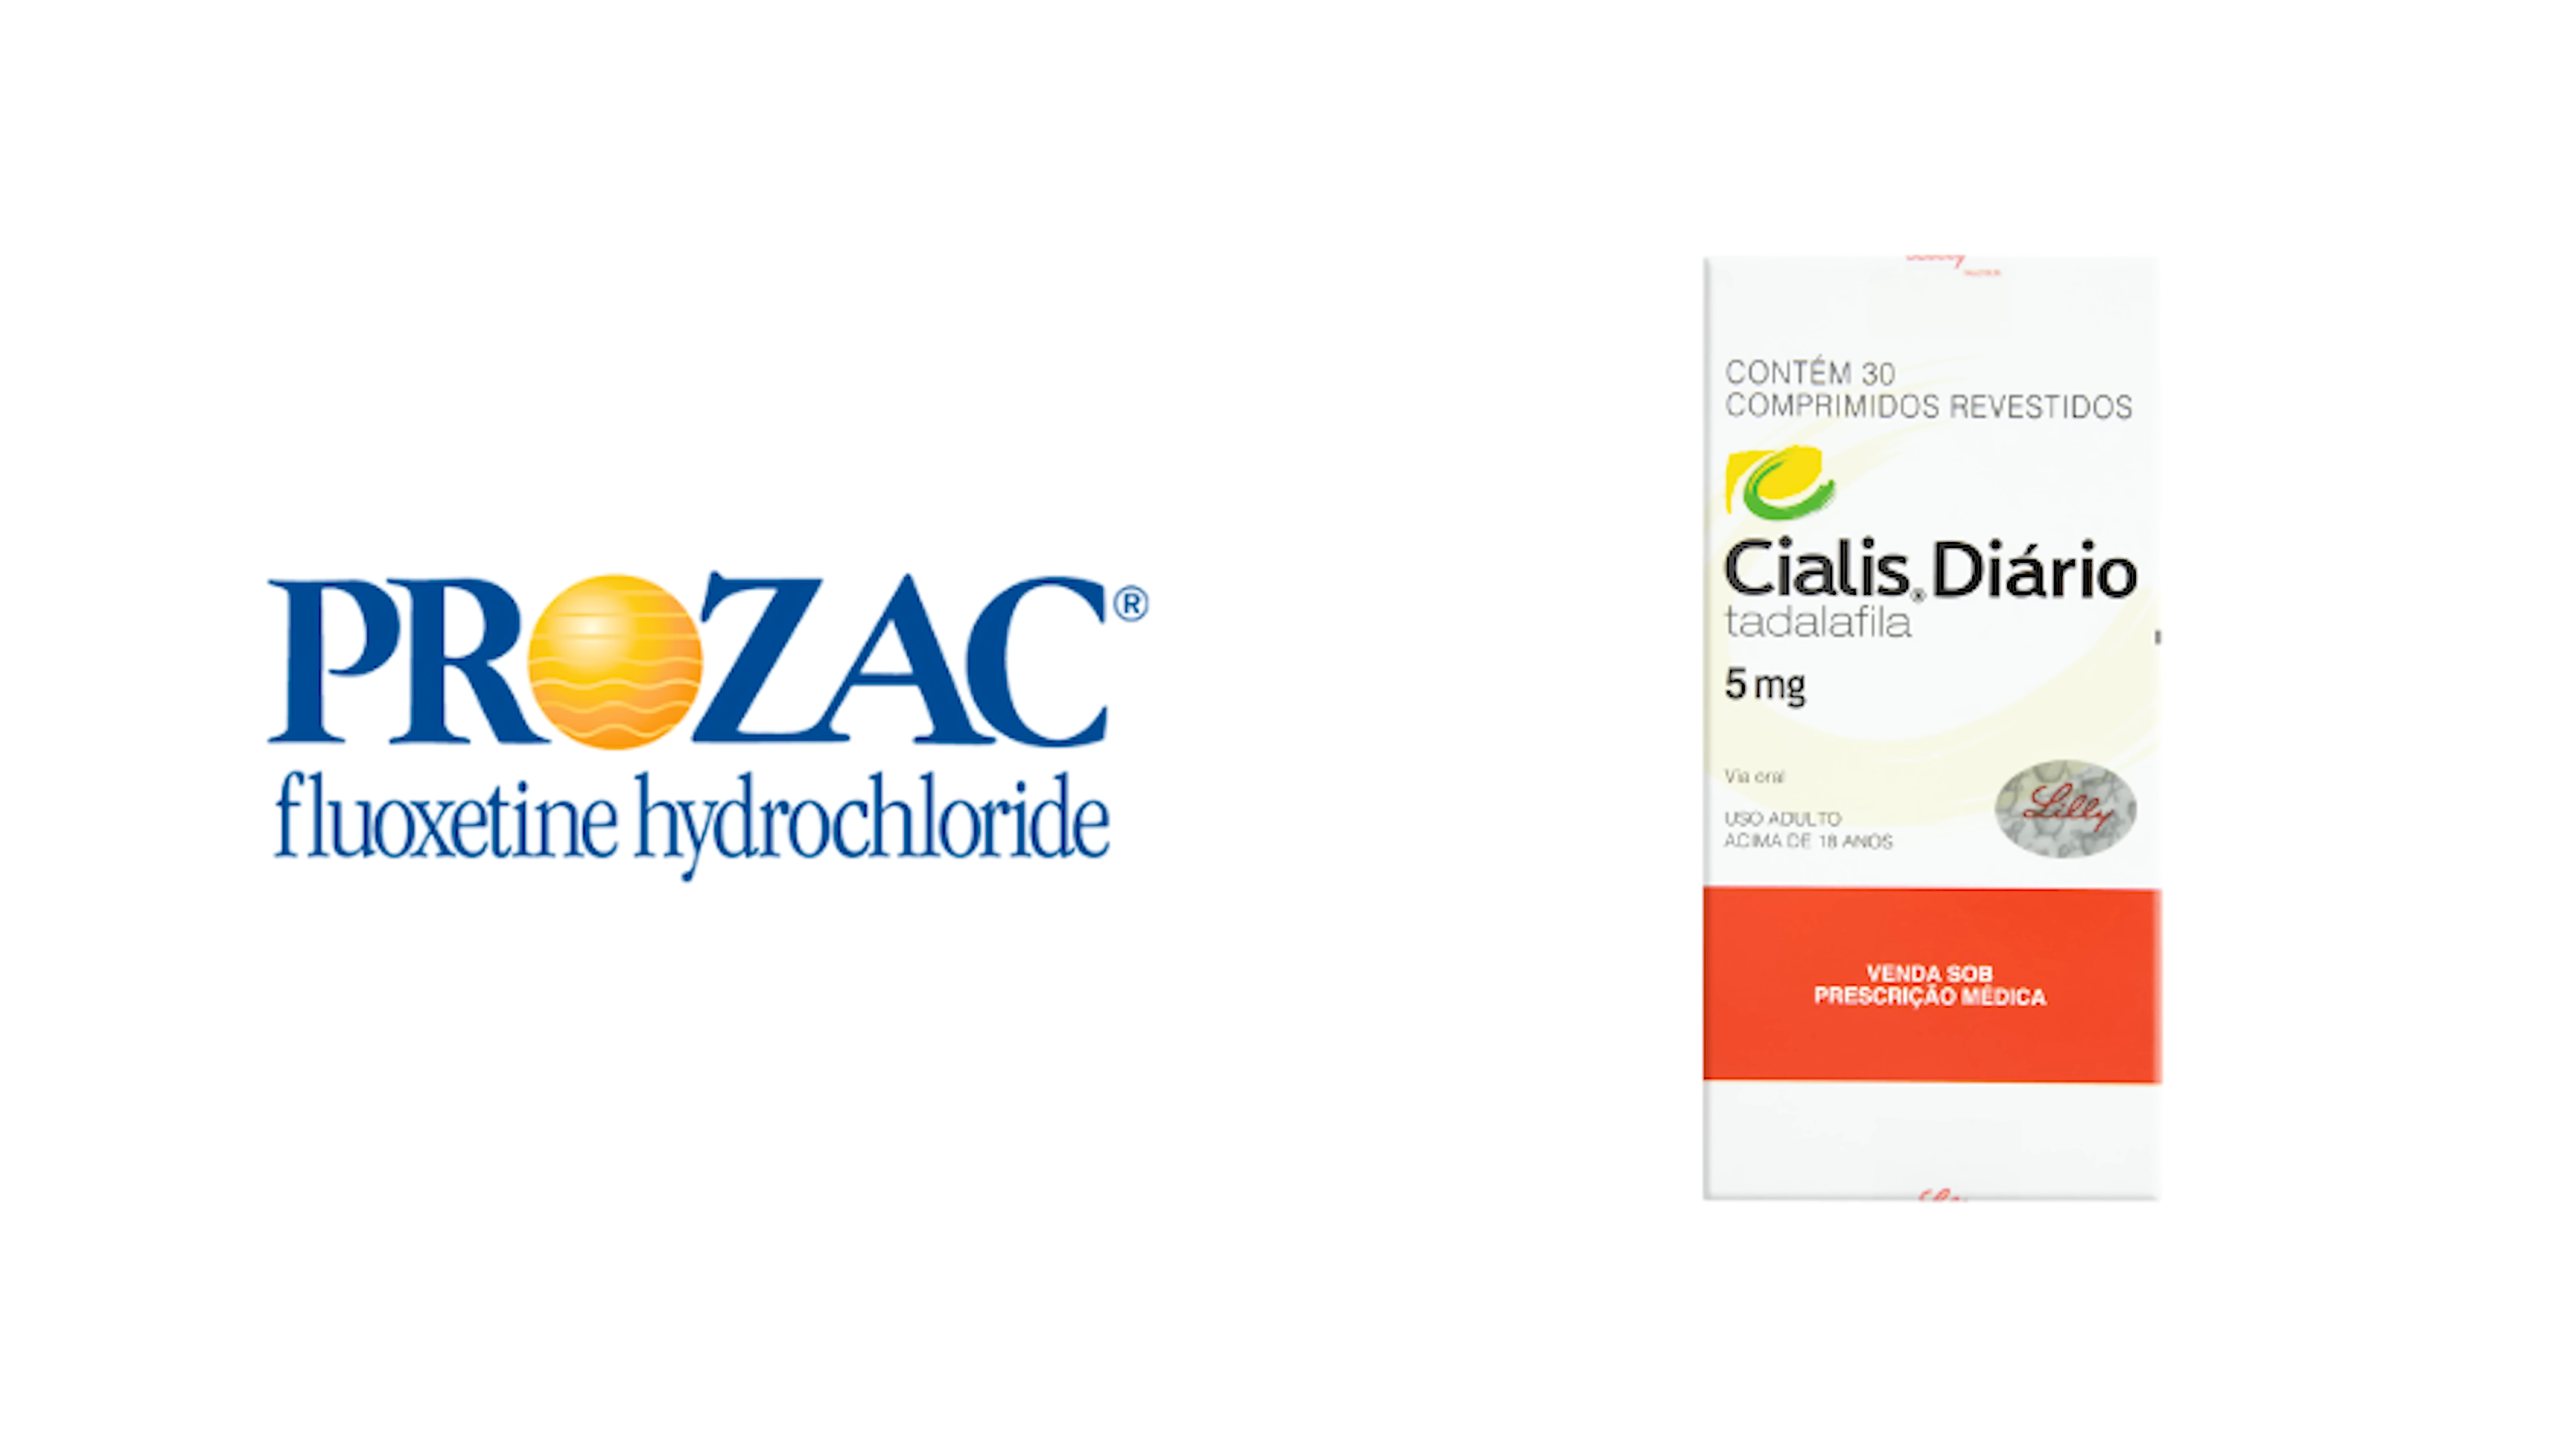 PROZAC®
fluoxetine hydrochloride
CONTÉM 30
COMPRIMIDOS REVESTIDOS
Cialis® Diário
tadalafila
5 mg
Via oral
USO ADULTO
ACIMA DE 18 ANOS
Lilly
VENDA SOB
PRESCRIÇÃO MÉDICA